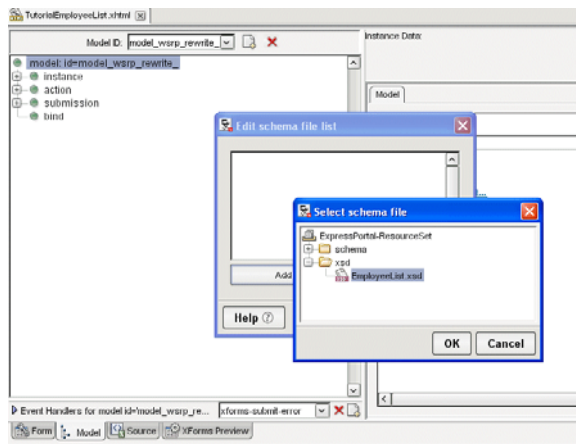 TutorialEmployeeList.xhtml
Model ID: model_wsrp_rewrite_
Instance Data:
model: id=model_wsrp_rewrite_
instance
action
submission
bind
Model
Edit schema file list
Select schema file
ExpressPortal-ResourceSet
schema
xsd
EmployeeList.xsd
Add
Help
OK Cancel
Event Handlers for model id='model_wsrp_re... xforms-submit-error
Form Model Source XForms Preview